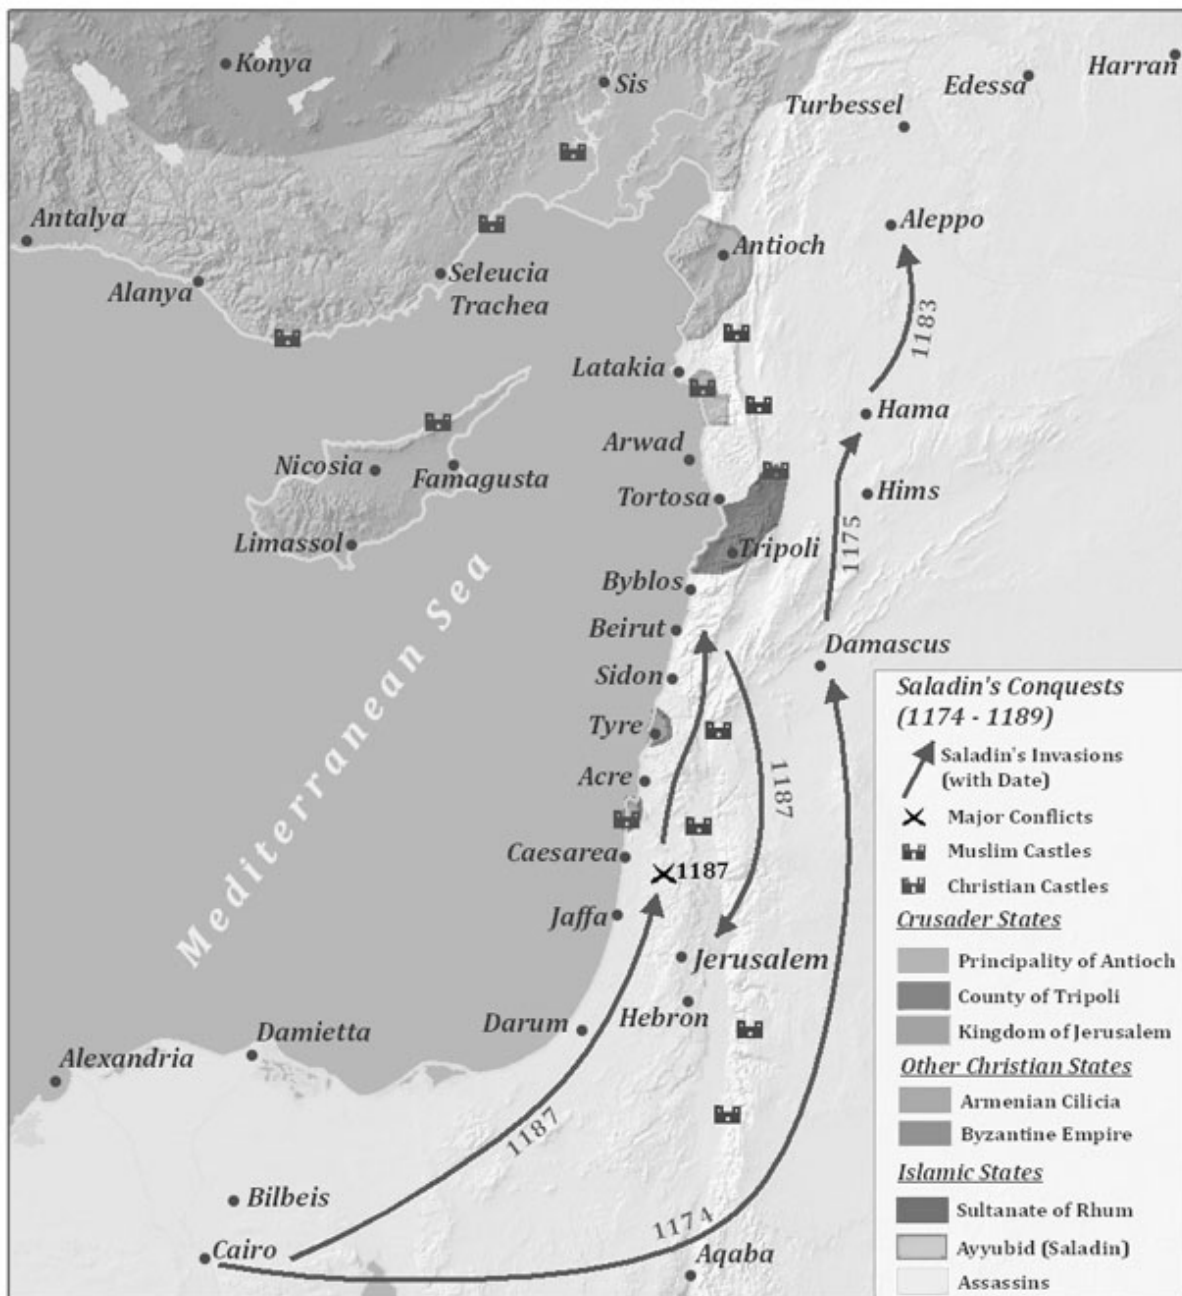 Konya
Sis
Harran
Edessa
Turbessel
Antalya
Aleppo
Antioch
Alanya
Seleucia
Trachea
1183
Latakia
Hama
Arwad
Nicosia
Famagusta
Hims
Tortosa
1175
Limassol
Tripoli
Byblos
Mediterranean Sea
Beirut
Damascus
Sidon
Tyre
Acre
1187
Caesarea
1187
Jaffa
Jerusalem
Hebron
Darum
Damietta
Alexandria
1187
Bilbeis
1174
Cairo
Aqaba
Saladin's Conquests
(1174 - 1189)
Saladin's Invasions
(with Date)
Major Conflicts
Muslim Castles
Christian Castles
Crusader States
Principality of Antioch
County of Tripoli
Kingdom of Jerusalem
Other Christian States
Armenian Cilicia
Byzantine Empire
Islamic States
Sultanate of Rhum
Ayyubid (Saladin)
Assassins